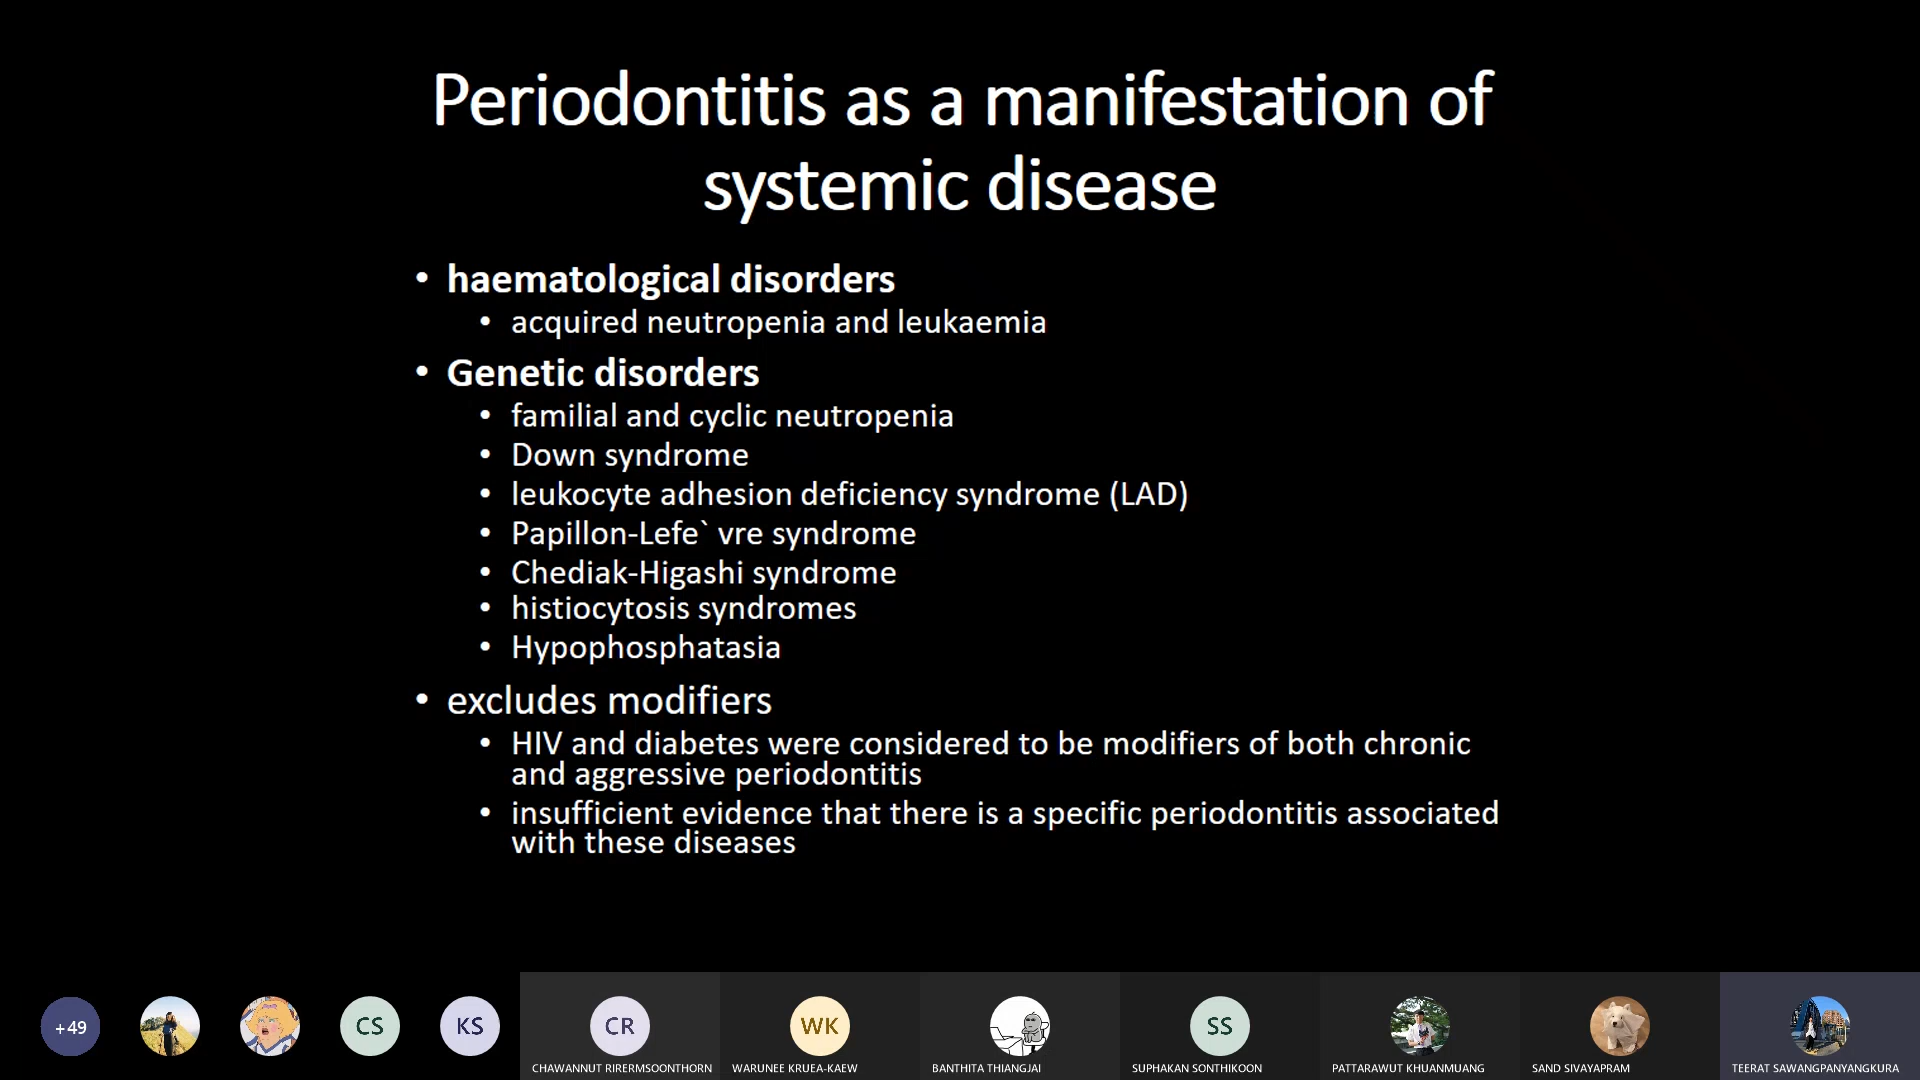 Periodontitis as a manifestation of
systemic disease
• haematological disorders
• acquired neutropenia and leukaemia
• Genetic disorders
• familial and cyclic neutropenia
• Down syndrome
• leukocyte adhesion deficiency syndrome (LAD)
• Papillon-Lefe` vre syndrome
• Chediak-Higashi syndrome
• histiocytosis syndromes
• Hypophosphatasia
• excludes modifiers
• HIV and diabetes were considered to be modifiers of both chronic
and aggressive periodontitis
• insufficient evidence that there is a specific periodontitis associated
with these diseases
+49
CS
KS
CR
WK
SS
CHAWANNUT RIRERMSOONTHORN
WARUNEE KRUEA-KAEW
BANTHITA THIANGJAI
SUPHAKAN SONTHIKOON
PATTARAWUT KHUANMUANG
SAND SIVAYAPRAM
TEERAT SAWANGPANYANGKURA